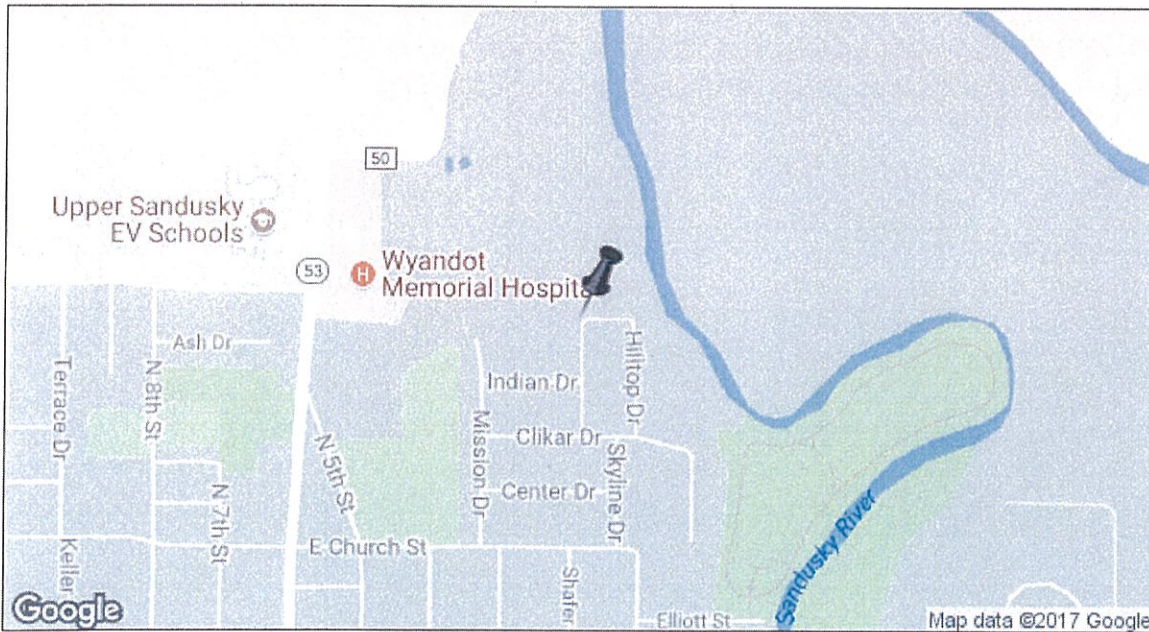 50
Upper Sandusky
EV Schools
53
H
Wyandot
Memorial Hospita
Ash Dr
Terrace Dr
N 8th St
N 7th St
N 5th St
Mission Dr
Indian Dr
Hilltop Dr
Clikar Dr
Skyline Dr
Center Dr
E Church St
Keller
Shafer
Elliott St
Sandusky River
Google
Map data ©2017 Google